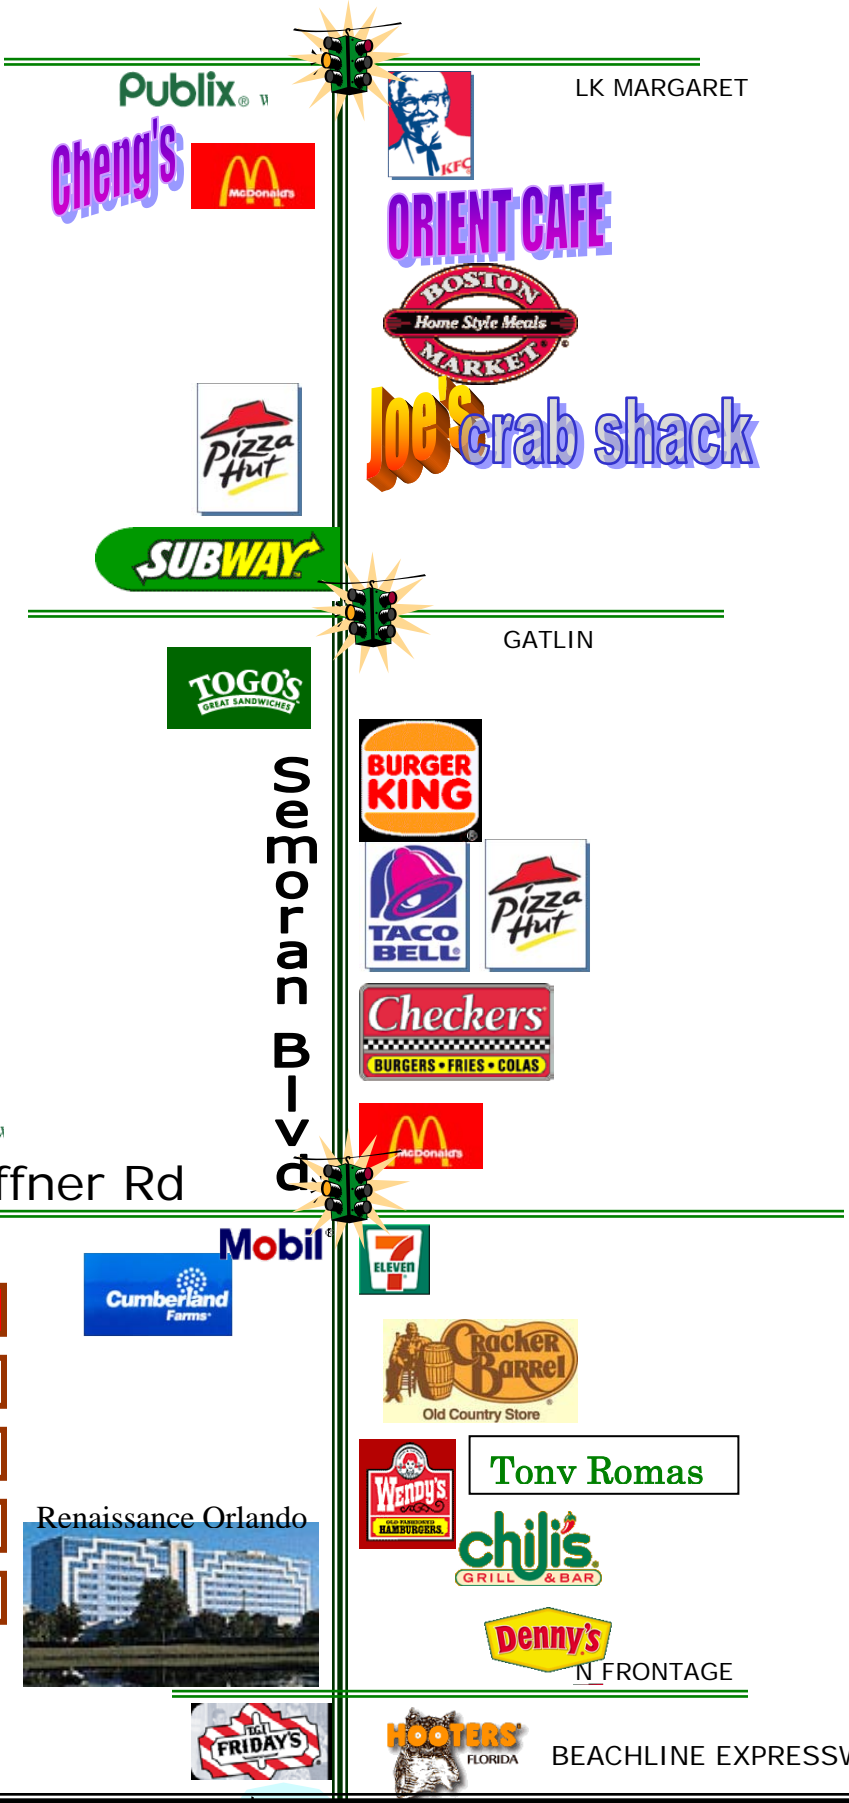 Publix®
LK MARGARET
Cheng's
McDonald's
KFC
ORIENT CAFE
BOSTON
Home Style Meals
MARKET
Pizza
Hut
Joe's crab shack
SUBWAY
GATLIN
TOGO'S
GREAT SANDWICHES
Semoran Blvd
BURGER
KING
®
TACO
BELL®
Pizza
Hut
Checkers
BURGERS • FRIES • COLAS
McDonald's
ffner Rd
Mobil®
7
ELEVEN
Cumberland
Farms
Cracker
Barrel
Old Country Store
WENDY'S
OLD FASHIONED
HAMBURGERS.
Tony Romas
Renaissance Orlando
chili's
GRILL & BAR
Denny's
N FRONTAGE
T.G.I.
FRIDAY'S
HOOTERS
FLORIDA
BEACHLINE EXPRESSW